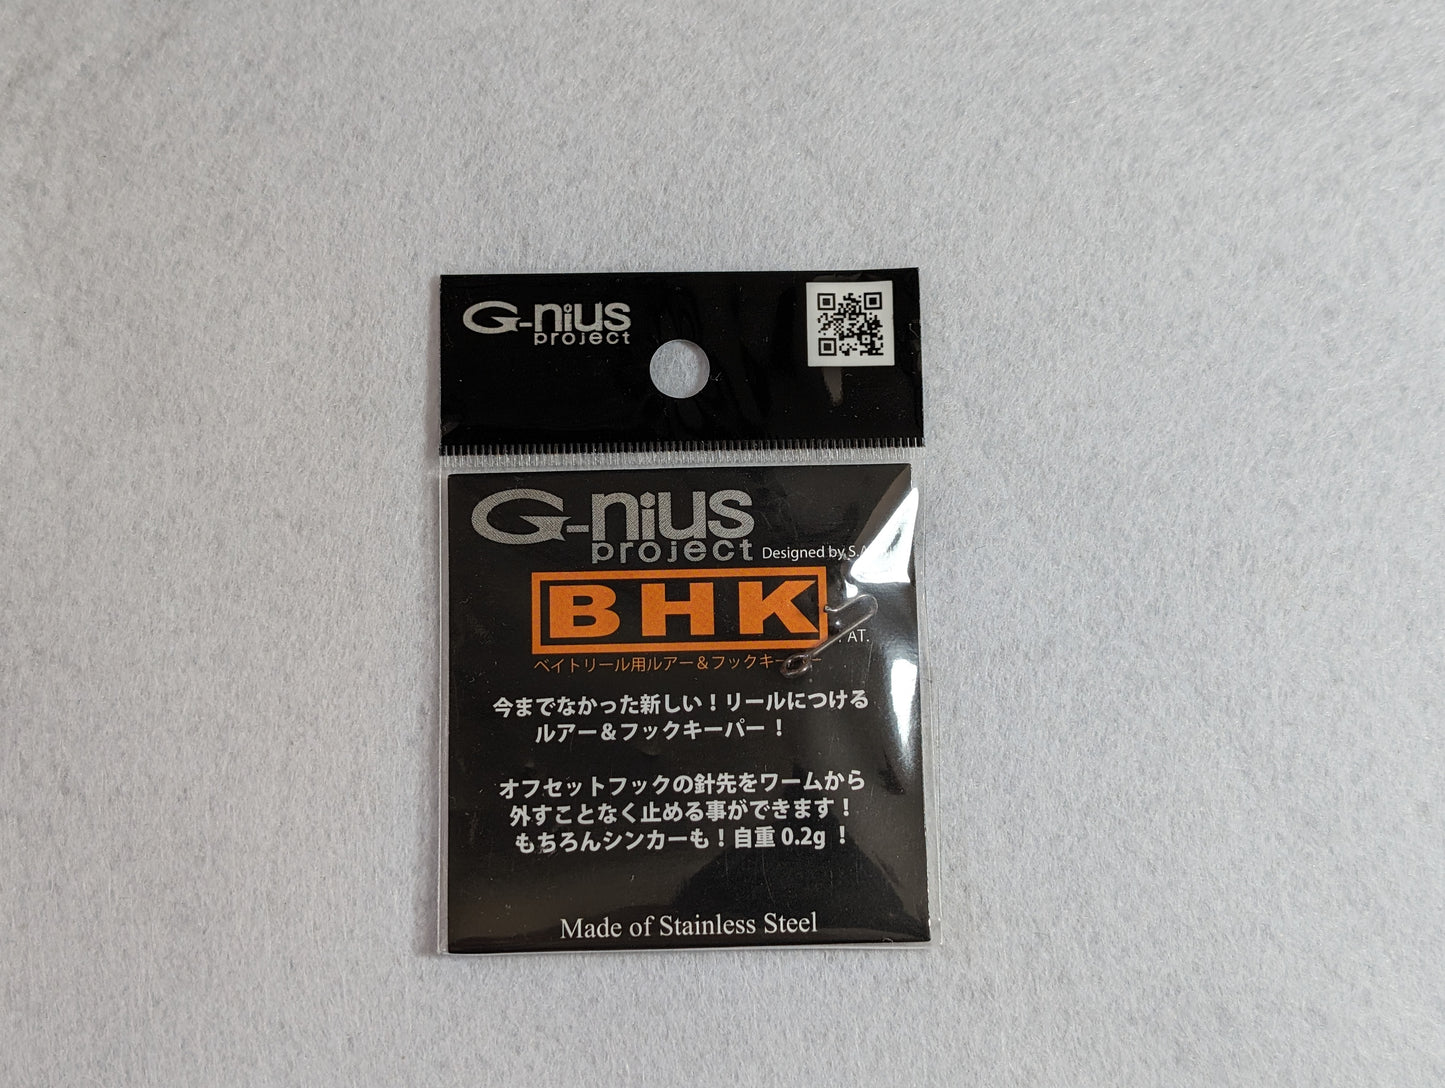 G-nius
project
G-nius
project
Designed by
BHK
ベイトリール用ルアー＆フックキー
今までなかった新しい！リールにつける
ルアー＆フックキーパー！
オフセットフックの針先をワームから
外すことなく止める事ができます！
もちろんシンカーも！自重 0.2g ！
Made of Stainless Steel